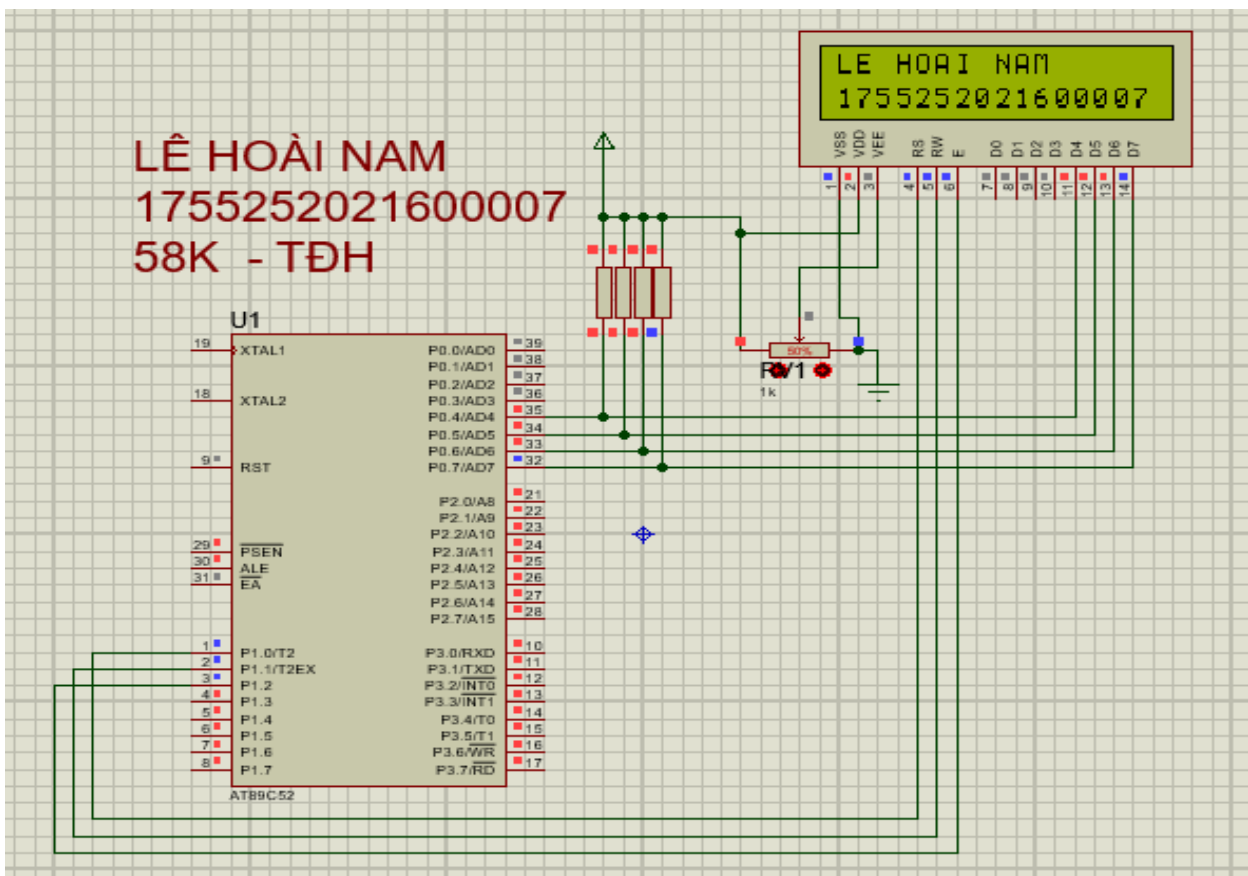 LE HOAI NAM
1755252021600007
VSS
VDD
VEE
RS
RW
E
D0
D1
D2
D3
D4
D5
D6
D7
1
2
3
4
5
6
7
8
9
10
11
12
13
14
LÊ HOÀI NAM
1755252021600007
58K - TĐH
U1
19 XTAL1
18 XTAL2
9 RST
29 PSEN
30 ALE
31 EA
1 P1.0/T2
2 P1.1/T2EX
3 P1.2
4 P1.3
5 P1.4
6 P1.5
7 P1.6
8 P1.7
P0.0/AD0 39
P0.1/AD1 38
P0.2/AD2 37
P0.3/AD3 36
P0.4/AD4 35
P0.5/AD5 34
P0.6/AD6 33
P0.7/AD7 32
P2.0/A8 21
P2.1/A9 22
P2.2/A10 23
P2.3/A11 24
P2.4/A12 25
P2.5/A13 26
P2.6/A14 27
P2.7/A15 28
P3.0/RXD 10
P3.1/TXD 11
P3.2/INT0 12
P3.3/INT1 13
P3.4/T0 14
P3.5/T1 15
P3.6/WR 16
P3.7/RD 17
AT89C52
50%
RV1
1k